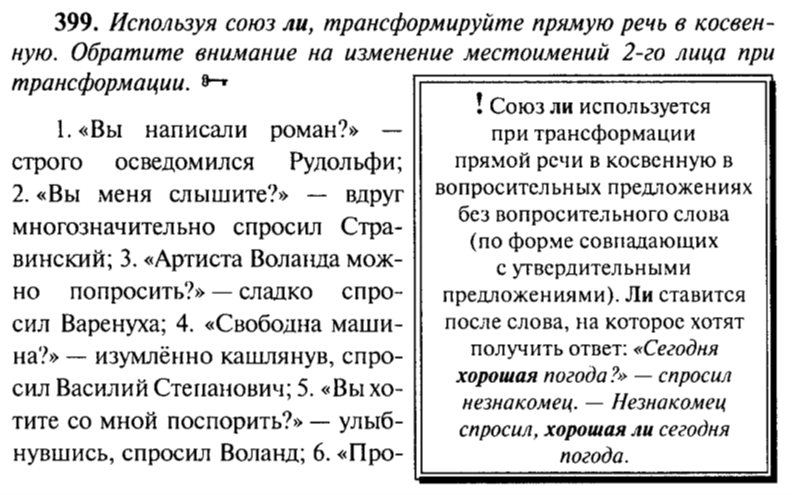 399. Используя союз ли, трансформируйте прямую речь в косвен-
ную. Обратите внимание на изменение местоимений 2-го лица при
трансформации.
1. «Вы написали роман?» —
строго осведомился Рудольфи;
2. «Вы меня слышите?» — вдруг
многозначительно спросил Стра-
винский; 3. «Артиста Воланда мож-
но попросить?» — сладко спро-
сил Варенуха; 4. «Свободна маши-
на?» — изумлённо кашлянув, спро-
сил Василий Степанович; 5. «Вы хо-
тите со мной поспорить?» — улыб-
нувшись, спросил Воланд; 6. «Про-
! Союз ли используется
при трансформации
прямой речи в косвенную в
вопросительных предложениях
без вопросительного слова
(по форме совпадающих
с утвердительными
предложениями). Ли ставится
после слова, на которое хотят
получить ответ: «Сегодня
хорошая погода?» — спросил
незнакомец. — Незнакомец
спросил, хорошая ли сегодня
погода.